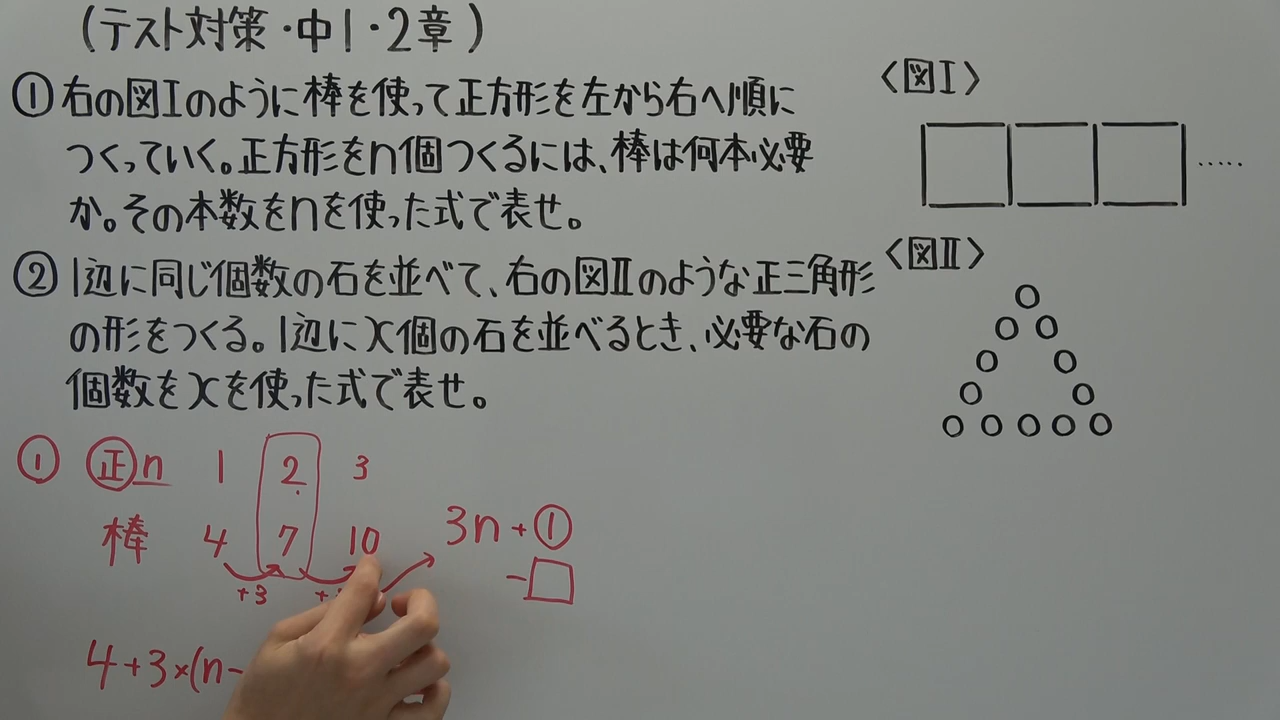 (テスト対策・中1・2章)
① 右の図Iのように棒を使って正方形を左から右へ順に
つくっていく。正方形をn個つくるには、棒は何本必要
か。その本数をnを使った式で表せ。
② 1辺に同じ個数の石を並べて、右の図IIのような正三角形
の形をつくる。1辺にx個の石を並べるとき、必要な石の
個数をxを使った式で表せ。
〈図I〉
.....
〈図II〉
① 正 n 1 2 3
棒 4 7 10
+3 +
3n+①
-□
4+3×(n-